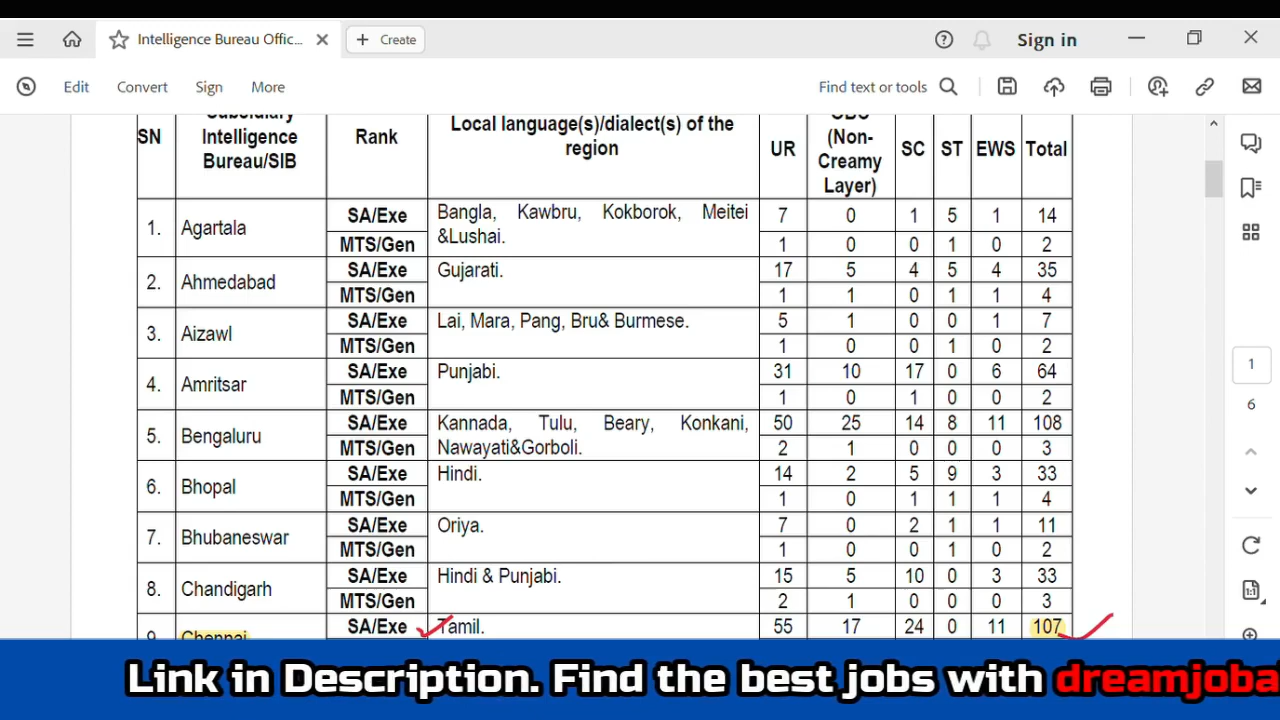 Intelligence Bureau Offic...
Create
Sign in
Edit Convert Sign More
Find text or tools
SN Subsidiary Intelligence Bureau/SIB Rank Local language(s)/dialect(s) of the region UR OBC (Non-Creamy Layer) SC ST EWS Total
1. Agartala SA/Exe Bangla, Kawbru, Kokborok, Meitei &Lushai. 7 0 1 5 1 14
MTS/Gen 1 0 0 1 0 2
2. Ahmedabad SA/Exe Gujarati. 17 5 4 5 4 35
MTS/Gen 1 1 0 1 1 4
3. Aizawl SA/Exe Lai, Mara, Pang, Bru& Burmese. 5 1 0 0 1 7
MTS/Gen 1 0 0 1 0 2
4. Amritsar SA/Exe Punjabi. 31 10 17 0 6 64
MTS/Gen 1 0 1 0 0 2
5. Bengaluru SA/Exe Kannada, Tulu, Beary, Konkani, Nawayati&Gorboli. 50 25 14 8 11 108
MTS/Gen 2 1 0 0 0 3
6. Bhopal SA/Exe Hindi. 14 2 5 9 3 33
MTS/Gen 1 0 1 1 1 4
7. Bhubaneswar SA/Exe Oriya. 7 0 2 1 1 11
MTS/Gen 1 0 0 1 0 2
8. Chandigarh SA/Exe Hindi & Punjabi. 15 5 10 0 3 33
MTS/Gen 2 1 0 0 0 3
9. Chennai SA/Exe Tamil. 55 17 24 0 11 107
1
6
1:1
Link in Description. Find the best jobs with dreamjoba